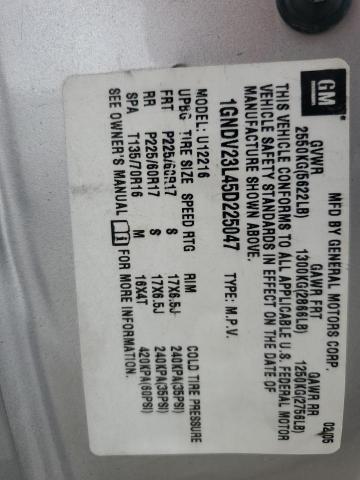 GM
MFD BY GENERAL MOTORS CORP. 02/05
GVWR GAWR FRT GAWR RR
2550KG(5622LB) 1300KG(2866LB) 1250KG(2756LB)
THIS VEHICLE CONFORMS TO ALL APPLICABLE U.S. FEDERAL MOTOR
VEHICLE SAFETY STANDARDS IN EFFECT ON THE DATE OF
MANUFACTURE SHOWN ABOVE.
1GNDV23L45D225047 TYPE: M.P.V.
MODEL: U12216
UPBG TIRE SIZE SPEED RTG RIM COLD TIRE PRESSURE
FRT P225/60R17 S 17X6.5J 240KPA(35PSI)
RR P225/60R17 S 17X6.5J 240KPA(35PSI)
SPA T135/70R16 M 16X4T 420KPA(60PSI)
SEE OWNER'S MANUAL FOR MORE INFORMATION.